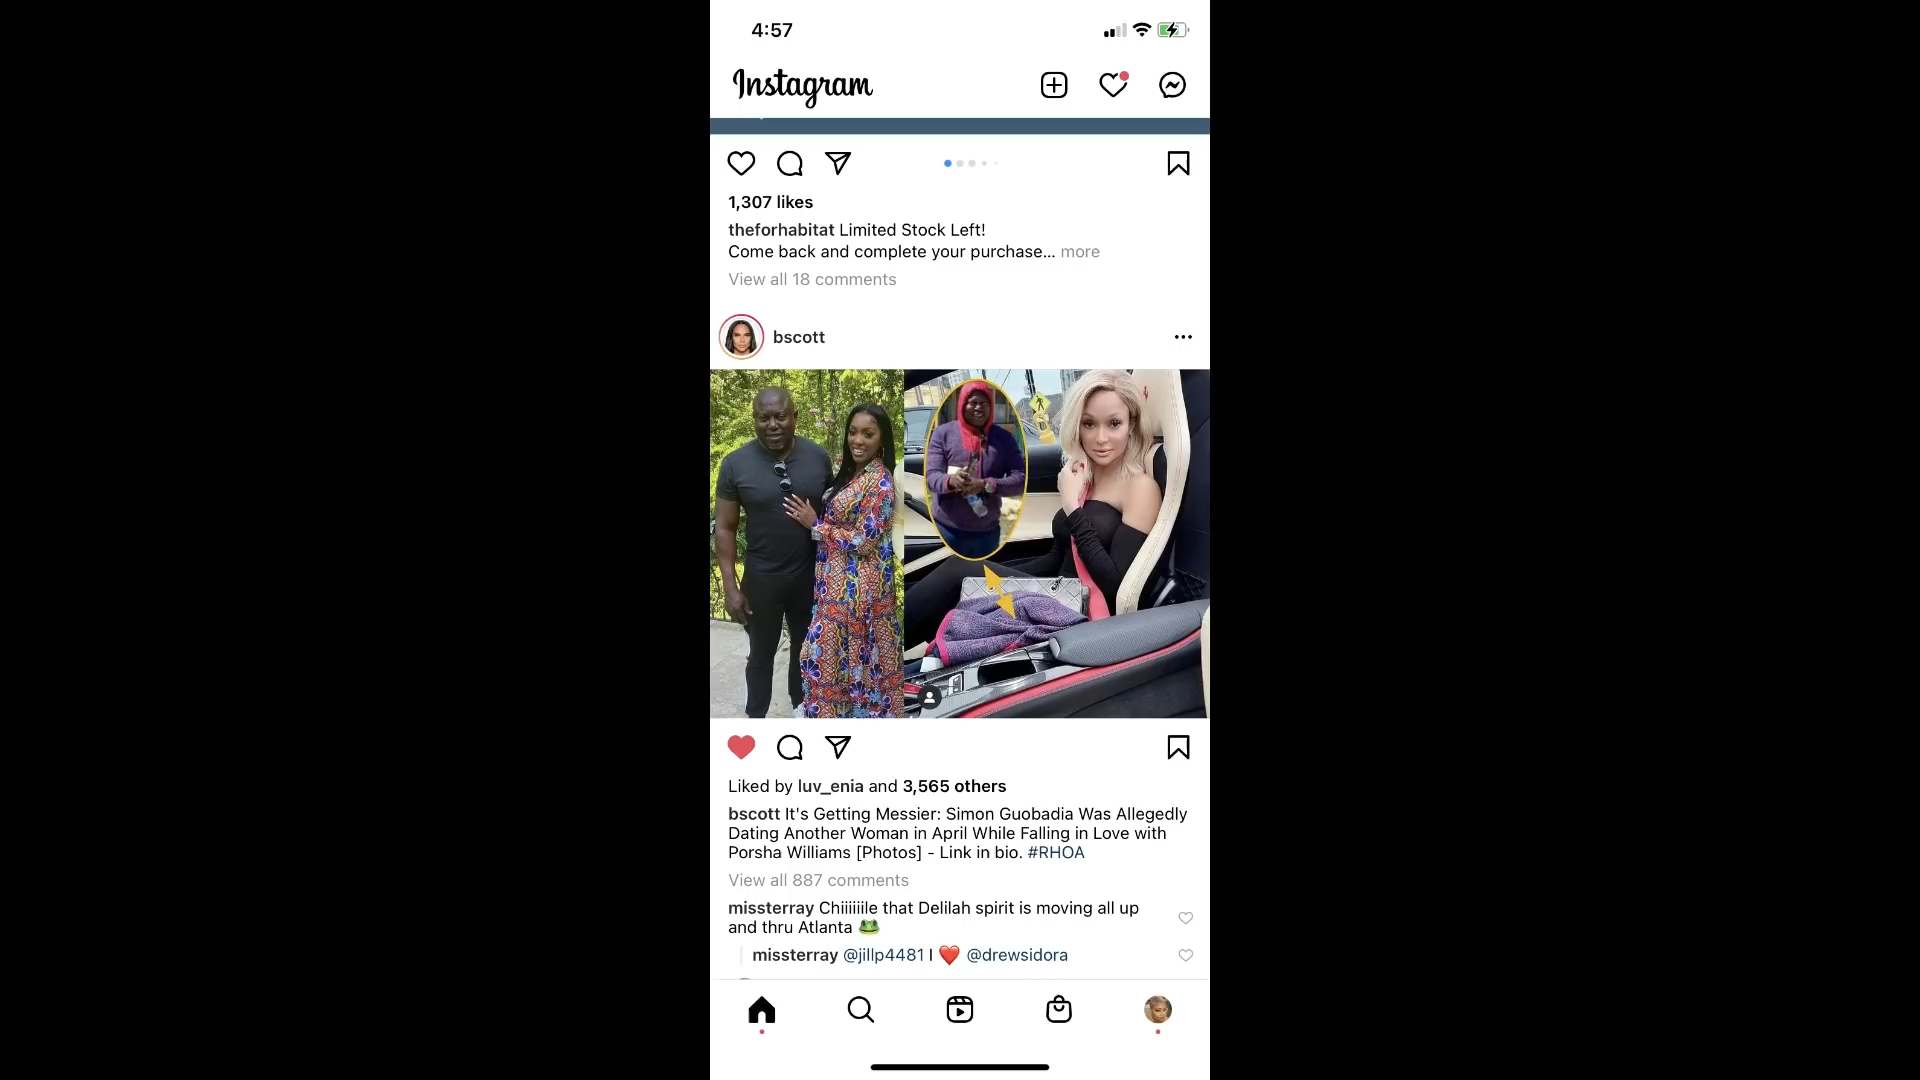 4:57
Instagram
1,307 likes
theforhabitat Limited Stock Left!
Come back and complete your purchase... more
View all 18 comments
bscott
Liked by luv_enia and 3,565 others
bscott It's Getting Messier: Simon Guobadia Was Allegedly
Dating Another Woman in April While Falling in Love with
Porsha Williams [Photos] - Link in bio. #RHOA
View all 887 comments
missterray Chiiiiiile that Delilah spirit is moving all up
and thru Atlanta 🐸
missterray @jillp4481 I ❤️ @drewsidora